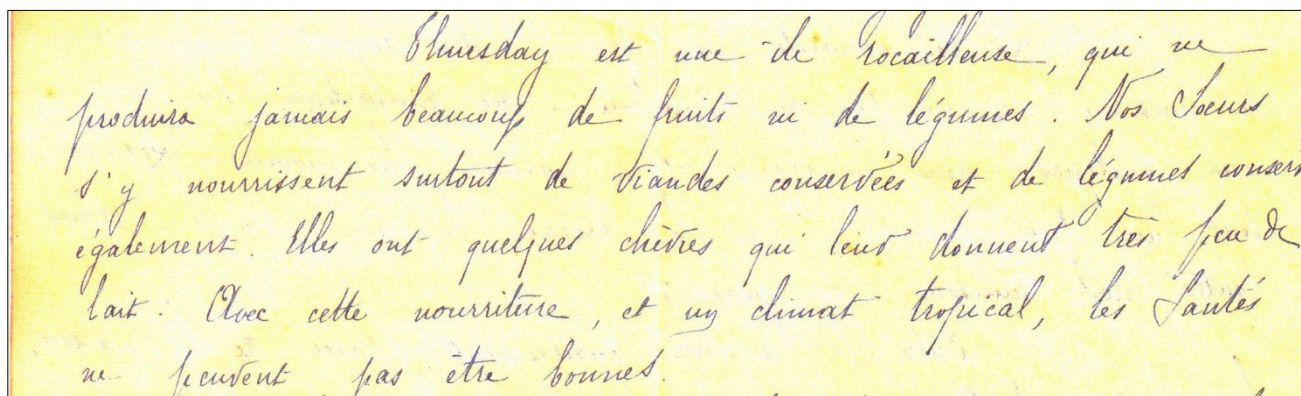 Thursday est une île rocailleuse, qui ne
produira jamais beaucoup de fruits ni de légumes. Nos Sœurs
s'y nourrissent surtout de viandes conservées et de légumes conserv
également. Elles ont quelques chèvres qui leur donnent très peu de
lait. Avec cette nourriture, et un climat tropical, les Santés
ne peuvent pas être bonnes.